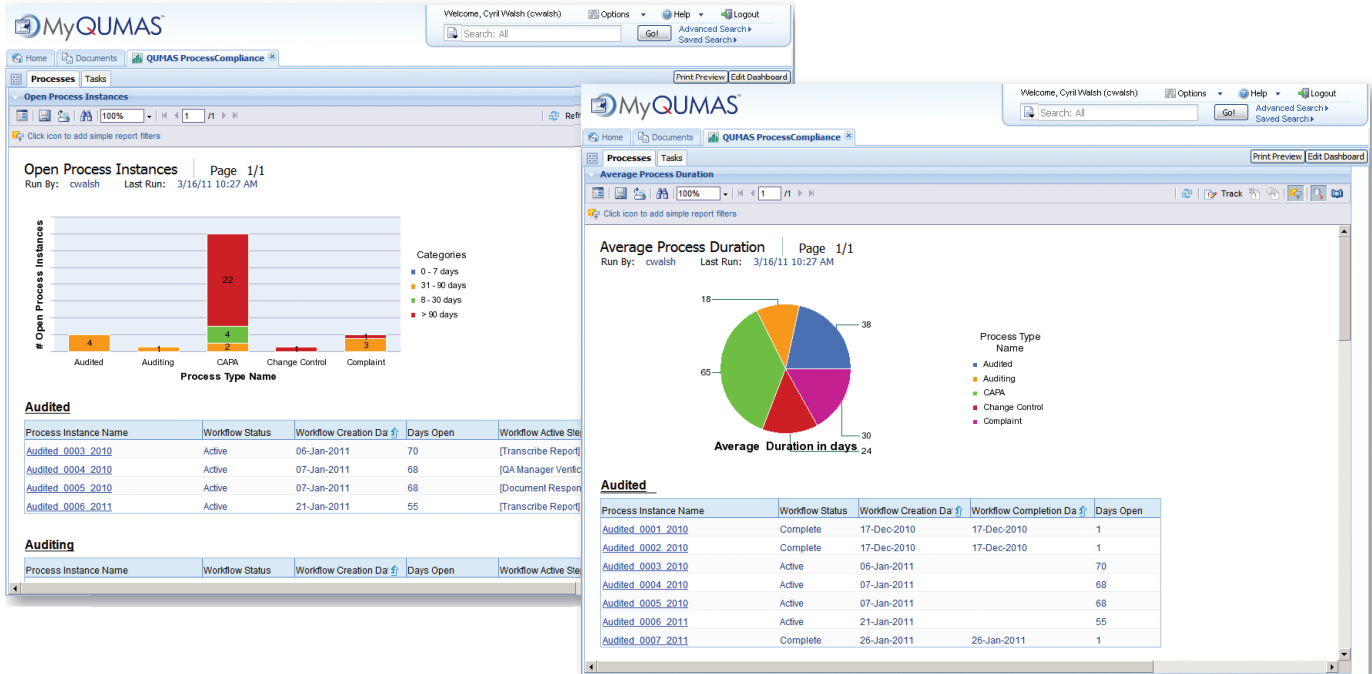 MyQUMAS
Welcome, Cyril Walsh (cwalsh) Options Help Logout
Search: All Go! Advanced Search
Saved Search
Home Documents QUMAS ProcessCompliance
Processes Tasks Print Preview Edit Dashboard
Open Process Instances
100% 1 /1
Click icon to add simple report filters
Open Process Instances Page 1/1
Run By: cwalsh Last Run: 3/16/11 10:27 AM
# Open Process Instances
22
4
4 1 2 1 1
3
Audited Auditing CAPA Change Control Complaint
Process Type Name
Categories
0 - 7 days
31 - 90 days
8 - 30 days
> 90 days
Audited
Process Instance Name Workflow Status Workflow Creation Da Days Open Workflow Active Ste
Audited_0003_2010 Active 06-Jan-2011 70 [Transcribe Report]
Audited_0004_2010 Active 07-Jan-2011 68 [QA Manager Verific
Audited_0005_2010 Active 07-Jan-2011 68 [Document Respon
Audited_0006_2011 Active 21-Jan-2011 55 [Transcribe Report]
Auditing
Process Instance Name Workflow Status Workflow Creation Da Days Open Workflow Active Ste
MyQUMAS
Welcome, Cyril Walsh (cwalsh) Options Help Logout
Search: All Go! Advanced Search
Saved Search
Home Documents QUMAS ProcessCompliance
Processes Tasks Print Preview Edit Dashboard
Average Process Duration
100% 1 /1 Track
Click icon to add simple report filters
Average Process Duration Page 1/1
Run By: cwalsh Last Run: 3/16/11 10:27 AM
18
38
65
30
24
Average Duration in days
Process Type
Name
Audited
Auditing
CAPA
Change Control
Complaint
Audited
Process Instance Name Workflow Status Workflow Creation Da Workflow Completion Da Days Open
Audited_0001_2010 Complete 17-Dec-2010 17-Dec-2010 1
Audited_0002_2010 Complete 17-Dec-2010 17-Dec-2010 1
Audited_0003_2010 Active 06-Jan-2011 70
Audited_0004_2010 Active 07-Jan-2011 68
Audited_0005_2010 Active 07-Jan-2011 68
Audited_0006_2011 Active 21-Jan-2011 55
Audited_0007_2011 Complete 26-Jan-2011 26-Jan-2011 1